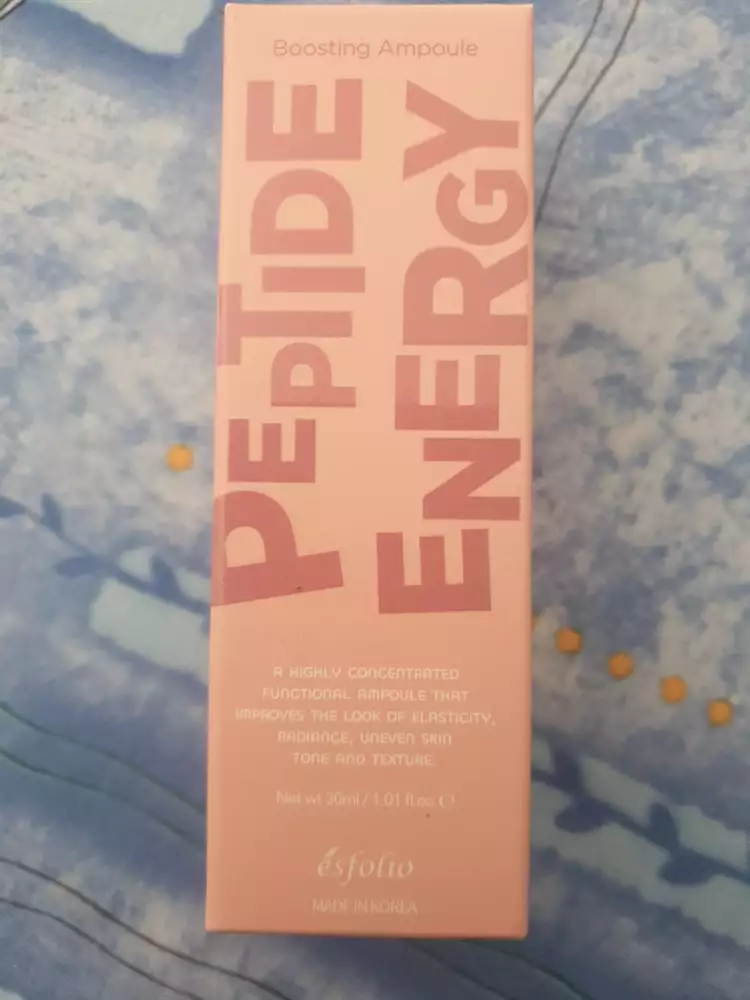 Boosting Ampoule
PEPTIDE
ENERGY
A HIGHLY CONCENTRATED
FUNCTIONAL AMPOULE THAT
IMPROVES THE LOOK OF ELASTICITY,
RADIANCE, UNEVEN SKIN
TONE AND TEXTURE.
Net wt 30ml / 1.01 fl.oz. ℮
ésfolio
MADE IN KOREA